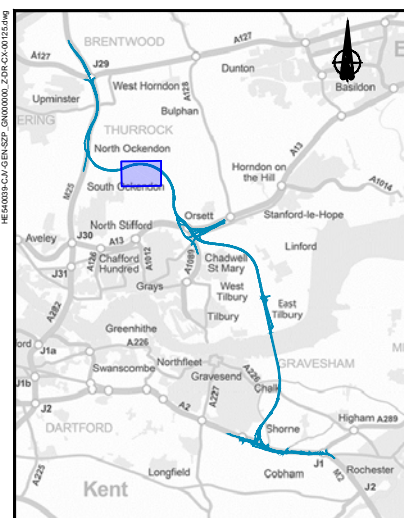 HE540039-CJV-GEN-SZP_GN000000_Z-DR-CX-00125.dwg
BRENTWOOD
A127
J29
A127
Dunton
A128
Basildon
West Horndon
Upminster
Bulphan
ERING
THURROCK
North Ockendon
A13
M25
South Ockendon
Horndon on
the Hill
A1014
Orsett
Stanford-le-Hope
North Stifford
Aveley
J30
A13
Linford
A126
Chafford
Hundred
A1012
A1089
Chadwell
St Mary
J31
Grays
West
Tilbury
East
Tilbury
A282
Tilbury
Greenhithe
A226
ford
J1a
Northfleet
GRAVESHAM
Swanscombe
Gravesend
A226
Chalk
J1b
A227
A2
J2
Higham
A289
DARTFORD
Shorne
A225
Longfield
Cobham
J1
Rochester
M2
J2
Kent